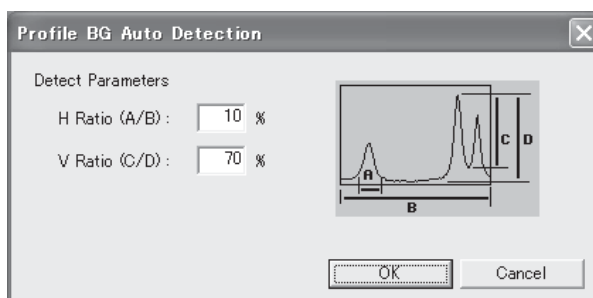 Profile BG Auto Detection
Detect Parameters
H Ratio (A/B) : 10 %
V Ratio (C/D) : 70 %
A
B
C D
OK Cancel